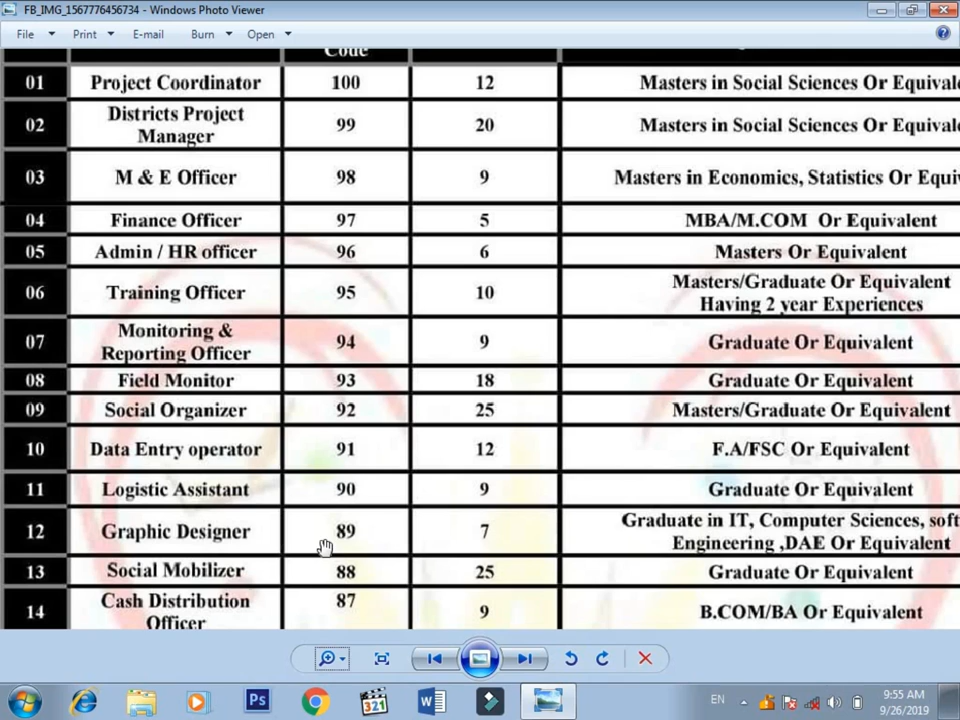 FB_IMG_1567776456734 - Windows Photo Viewer
File Print E-mail Burn Open
Code
01 Project Coordinator 100 12 Masters in Social Sciences Or
02 Districts Project Manager 99 20 Masters in Social Sciences Or
03 M & E Officer 98 9 Masters in Economics, Statistics Or
04 Finance Officer 97 5 MBA/M.COM Or Equivalent
05 Admin / HR officer 96 6 Masters Or Equivalent
06 Training Officer 95 10 Masters/Graduate Or Equivalent
Having 2 year Experiences
07 Monitoring &
Reporting Officer 94 9 Graduate Or Equivalent
08 Field Monitor 93 18 Graduate Or Equivalent
09 Social Organizer 92 25 Masters/Graduate Or Equivalent
10 Data Entry operator 91 12 F.A/FSC Or Equivalent
11 Logistic Assistant 90 9 Graduate Or Equivalent
12 Graphic Designer 89 7 Graduate in IT, Computer Sciences,
Engineering ,DAE Or Equivalent
13 Social Mobilizer 88 25 Graduate Or Equivalent
14 Cash Distribution
Officer 87 9 B.COM/BA Or Equivalent
Ps 321 W
EN 9:55 AM
9/26/2019